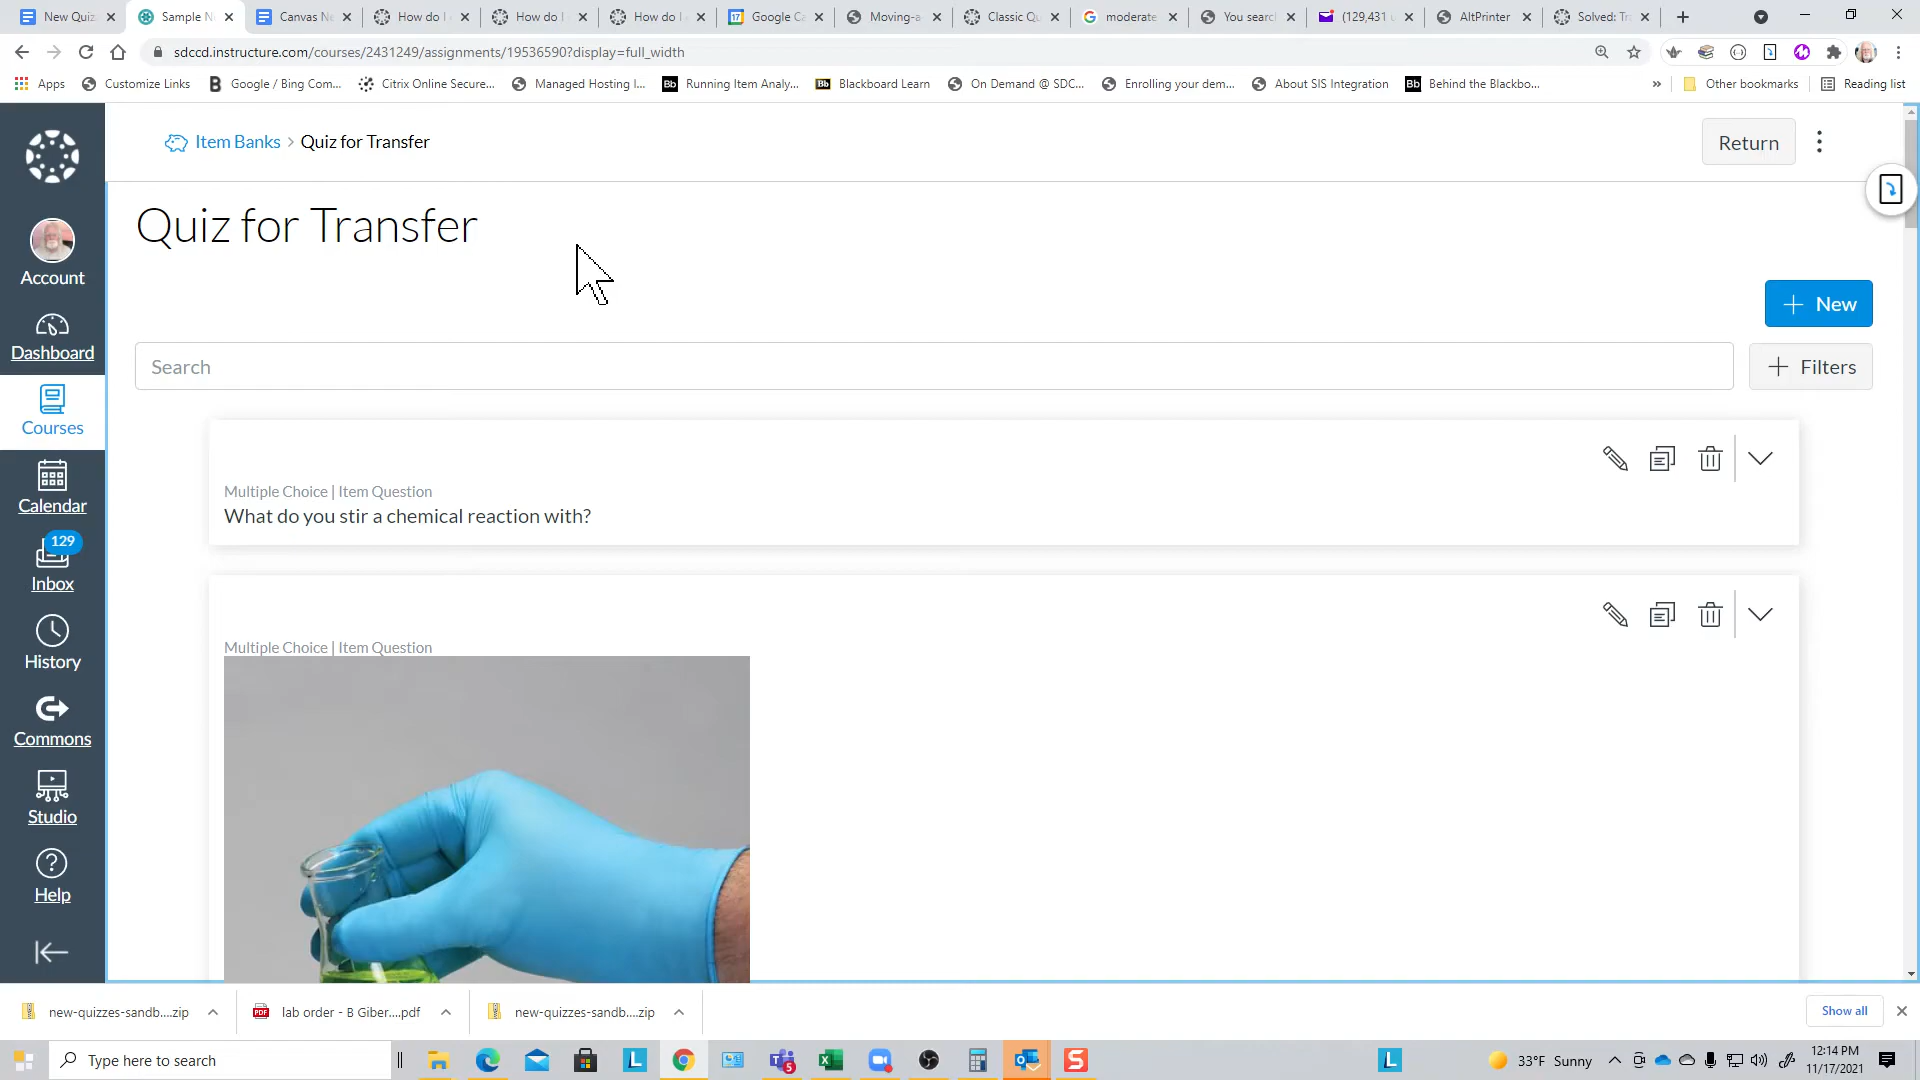 New Quiz
Sample N
Canvas N
How do I
How do I
How do I
Google Ca
Moving-a
Classic Qu
moderate
You searc
(129,431 u
AltPrinter
Solved: Tr
sdccd.instructure.com/courses/2431249/assignments/19536590?display=full_width
Apps
Customize Links
Google / Bing Com...
Citrix Online Secure...
Managed Hosting I...
Running Item Analy...
Blackboard Learn
On Demand @ SDC...
Enrolling your dem...
About SIS Integration
Behind the Blackbo...
»
Other bookmarks
Reading list
Item Banks > Quiz for Transfer
Return
Quiz for Transfer
+ New
Search
+ Filters
Account
Dashboard
Courses
Calendar
129
Inbox
History
Commons
Studio
Help
Multiple Choice | Item Question
What do you stir a chemical reaction with?
Multiple Choice | Item Question
new-quizzes-sandb....zip
lab order - B Giber....pdf
new-quizzes-sandb....zip
Show all
Type here to search
33°F Sunny
12:14 PM
11/17/2021